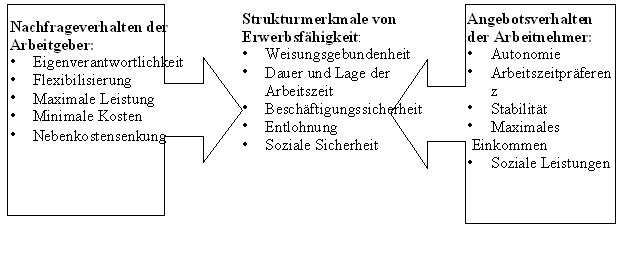 Nachfrageverhalten der
Arbeitgeber:
• Eigenverantwortlichkeit
• Flexibilisierung
• Maximale Leistung
• Minimale Kosten
• Nebenkostensenkung
Strukturmerkmale von
Erwerbsfähigkeit:
• Weisungsgebundenheit
• Dauer und Lage der
Arbeitszeit
• Beschäftigungssicherheit
• Entlohnung
• Soziale Sicherheit
Angebotsverhalten
der Arbeitnehmer:
• Autonomie
• Arbeitszeitpräferen
z
• Stabilität
• Maximales
Einkommen
• Soziale Leistungen